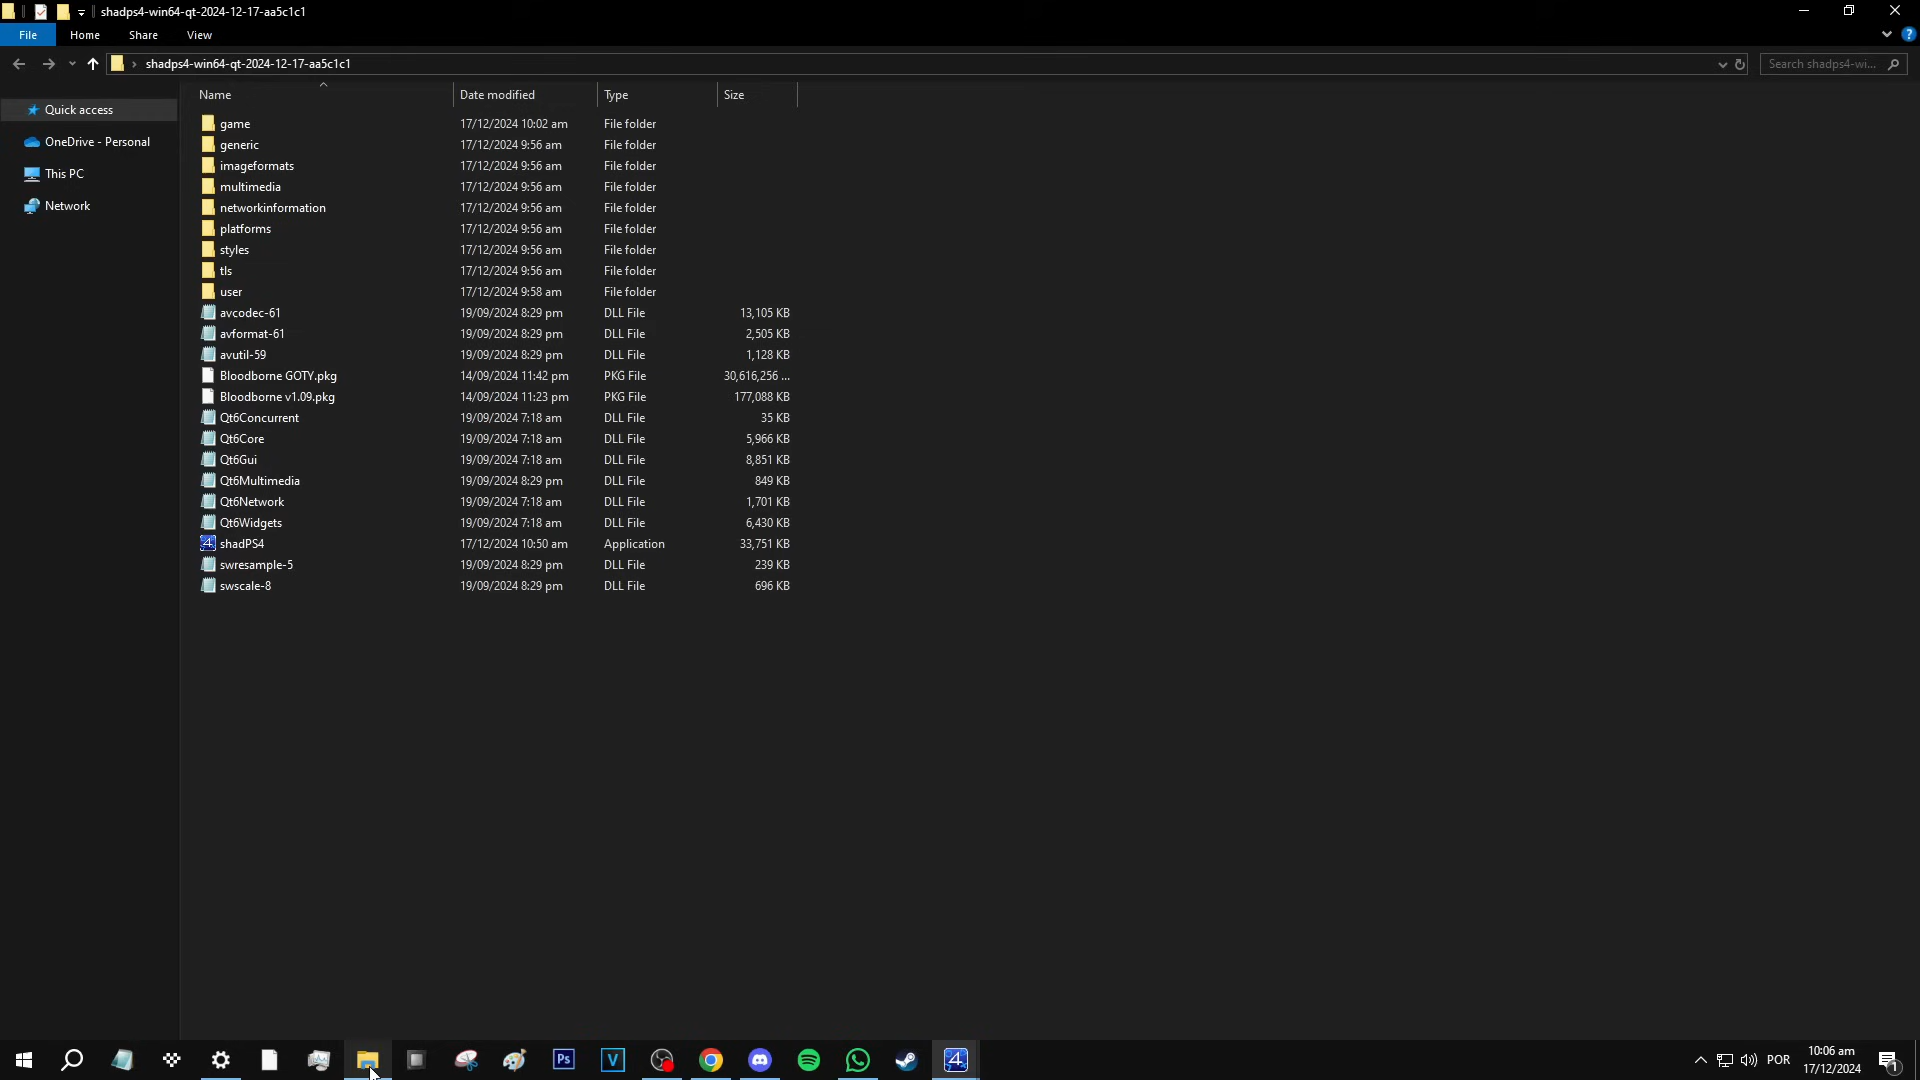 shadps4-win64-qt-2024-12-17-aa5c1c1
File Home Share View
shadps4-win64-qt-2024-12-17-aa5c1c1 Search shadps4-wi...
Name Date modified Type Size
Quick access
OneDrive - Personal
This PC
Network
game 17/12/2024 10:02 am File folder
generic 17/12/2024 9:56 am File folder
imageformats 17/12/2024 9:56 am File folder
multimedia 17/12/2024 9:56 am File folder
networkinformation 17/12/2024 9:56 am File folder
platforms 17/12/2024 9:56 am File folder
styles 17/12/2024 9:56 am File folder
tls 17/12/2024 9:56 am File folder
user 17/12/2024 9:58 am File folder
avcodec-61 19/09/2024 8:29 pm DLL File 13,105 KB
avformat-61 19/09/2024 8:29 pm DLL File 2,505 KB
avutil-59 19/09/2024 8:29 pm DLL File 1,128 KB
Bloodborne GOTY.pkg 14/09/2024 11:42 pm PKG File 30,616,256 ...
Bloodborne v1.09.pkg 14/09/2024 11:23 pm PKG File 177,088 KB
Qt6Concurrent 19/09/2024 7:18 am DLL File 35 KB
Qt6Core 19/09/2024 7:18 am DLL File 5,966 KB
Qt6Gui 19/09/2024 7:18 am DLL File 8,851 KB
Qt6Multimedia 19/09/2024 8:29 pm DLL File 849 KB
Qt6Network 19/09/2024 7:18 am DLL File 1,701 KB
Qt6Widgets 19/09/2024 7:18 am DLL File 6,430 KB
shadPS4 17/12/2024 10:50 am Application 33,751 KB
swresample-5 19/09/2024 8:29 pm DLL File 239 KB
swscale-8 19/09/2024 8:29 pm DLL File 696 KB
Ps V 4 POR 10:06 am
17/12/2024
1